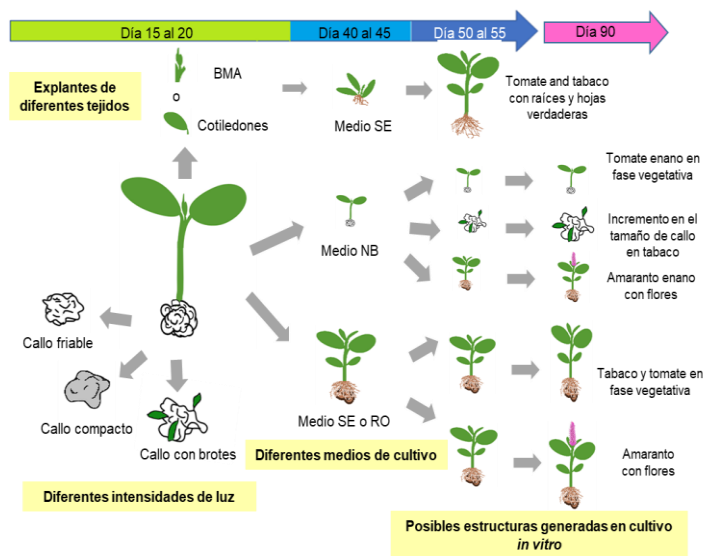 Día 15 al 20
Día 40 al 45
Día 50 al 55
Día 90
Explantes de
diferentes tejidos
BMA
o
Cotiledones
Medio SE
Tomate and tabaco
con raíces y hojas
verdaderas
Medio NB
Tomate enano en
fase vegetativa
Incremento en el
tamaño de callo
en tabaco
Amaranto enano
con flores
Callo friable
Callo compacto
Callo con brotes
Medio SE o RO
Tabaco y tomate en
fase vegetativa
Amaranto
con flores
Diferentes medios de cultivo
Diferentes intensidades de luz
Posibles estructuras generadas en cultivo
in vitro